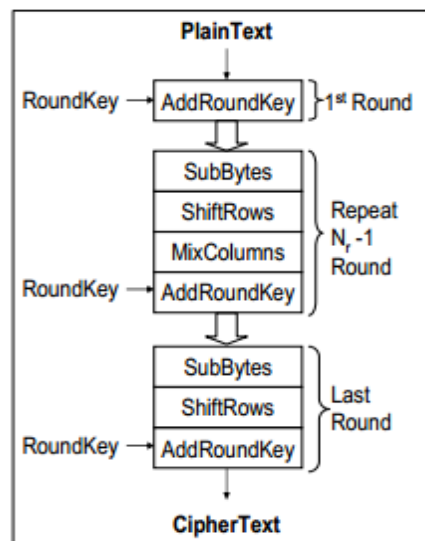 PlainText
RoundKey AddRoundKey 1st Round
SubBytes
ShiftRows
MixColumns
RoundKey AddRoundKey
Repeat
Nr -1
Round
SubBytes
ShiftRows
RoundKey AddRoundKey
Last
Round
CipherText